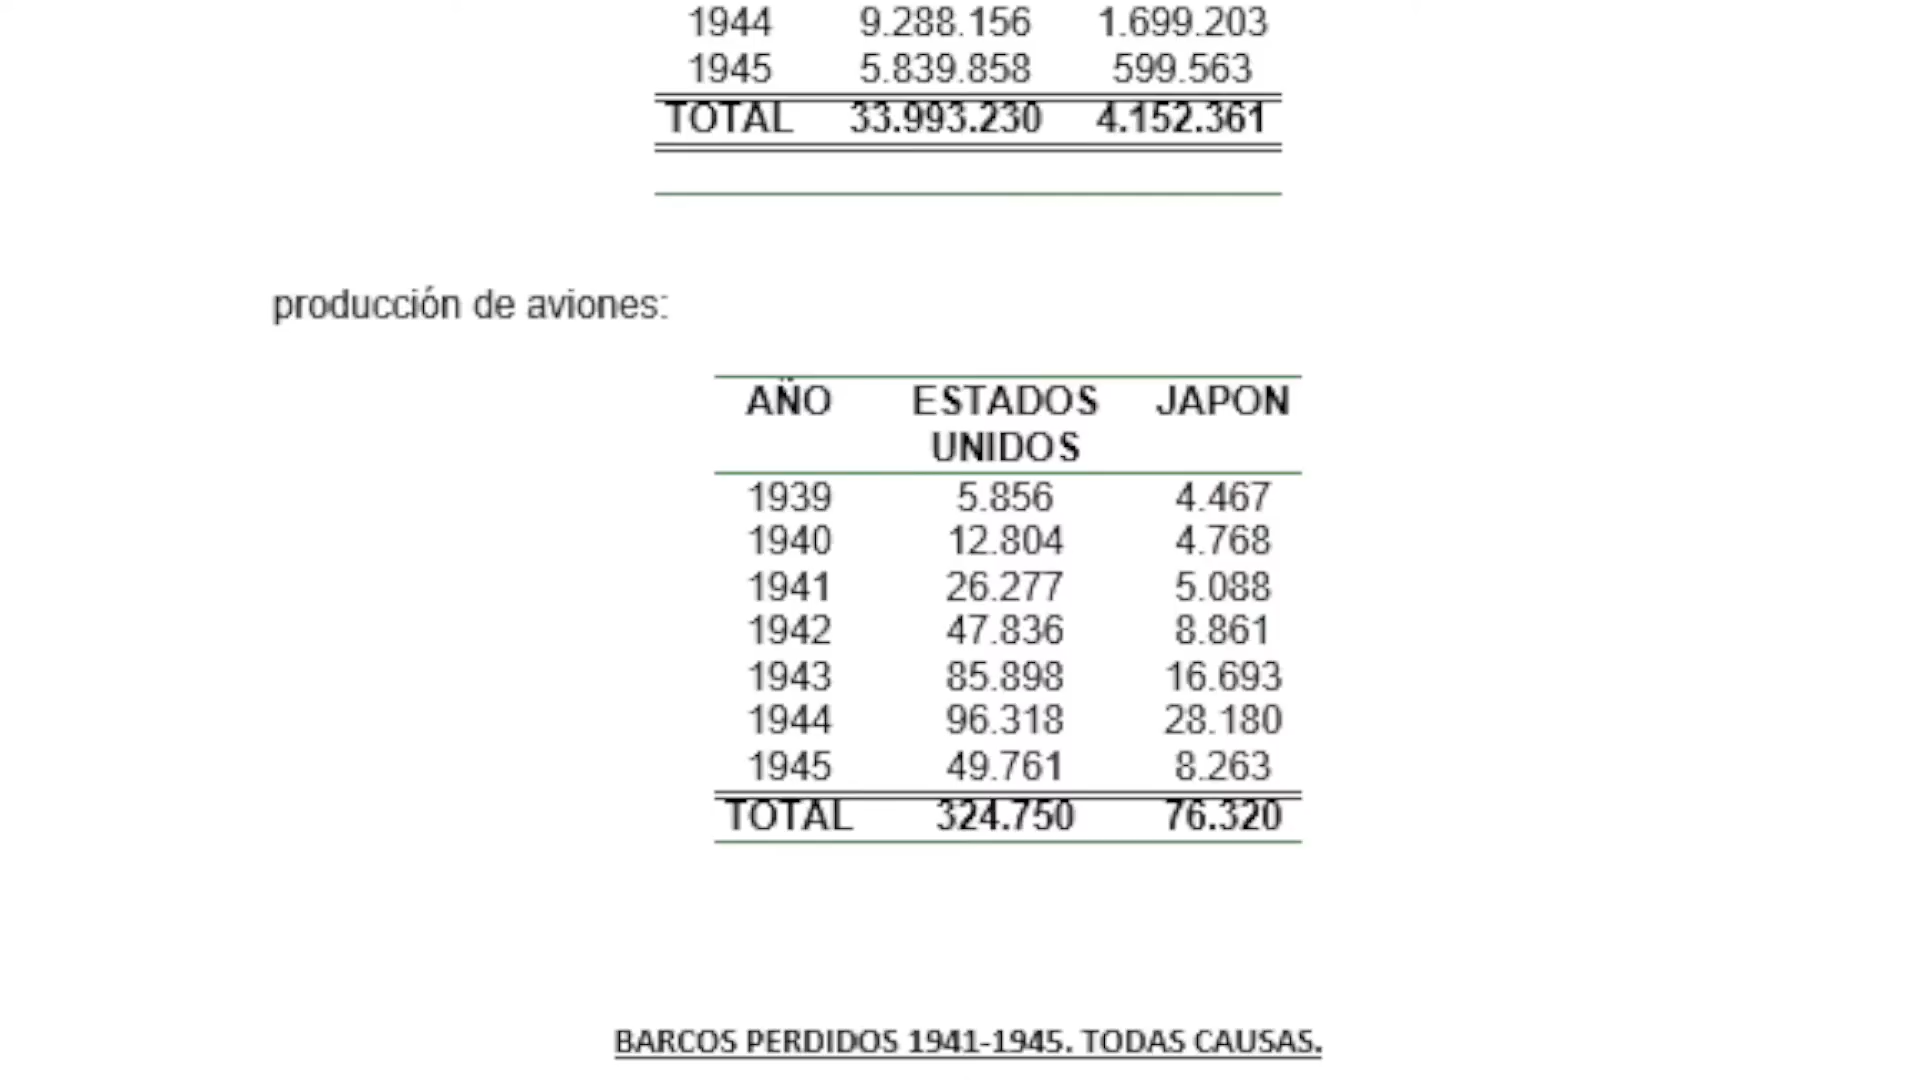 1944 9.288.156 1.699.203
1945 5.839.858 599.563
TOTAL 33.993.230 4.152.361
producción de aviones:
AÑO ESTADOS UNIDOS JAPON
1939 5.856 4.467
1940 12.804 4.768
1941 26.277 5.088
1942 47.836 8.861
1943 85.898 16.693
1944 96.318 28.180
1945 49.761 8.263
TOTAL 324.750 76.320
BARCOS PERDIDOS 1941-1945. TODAS CAUSAS.